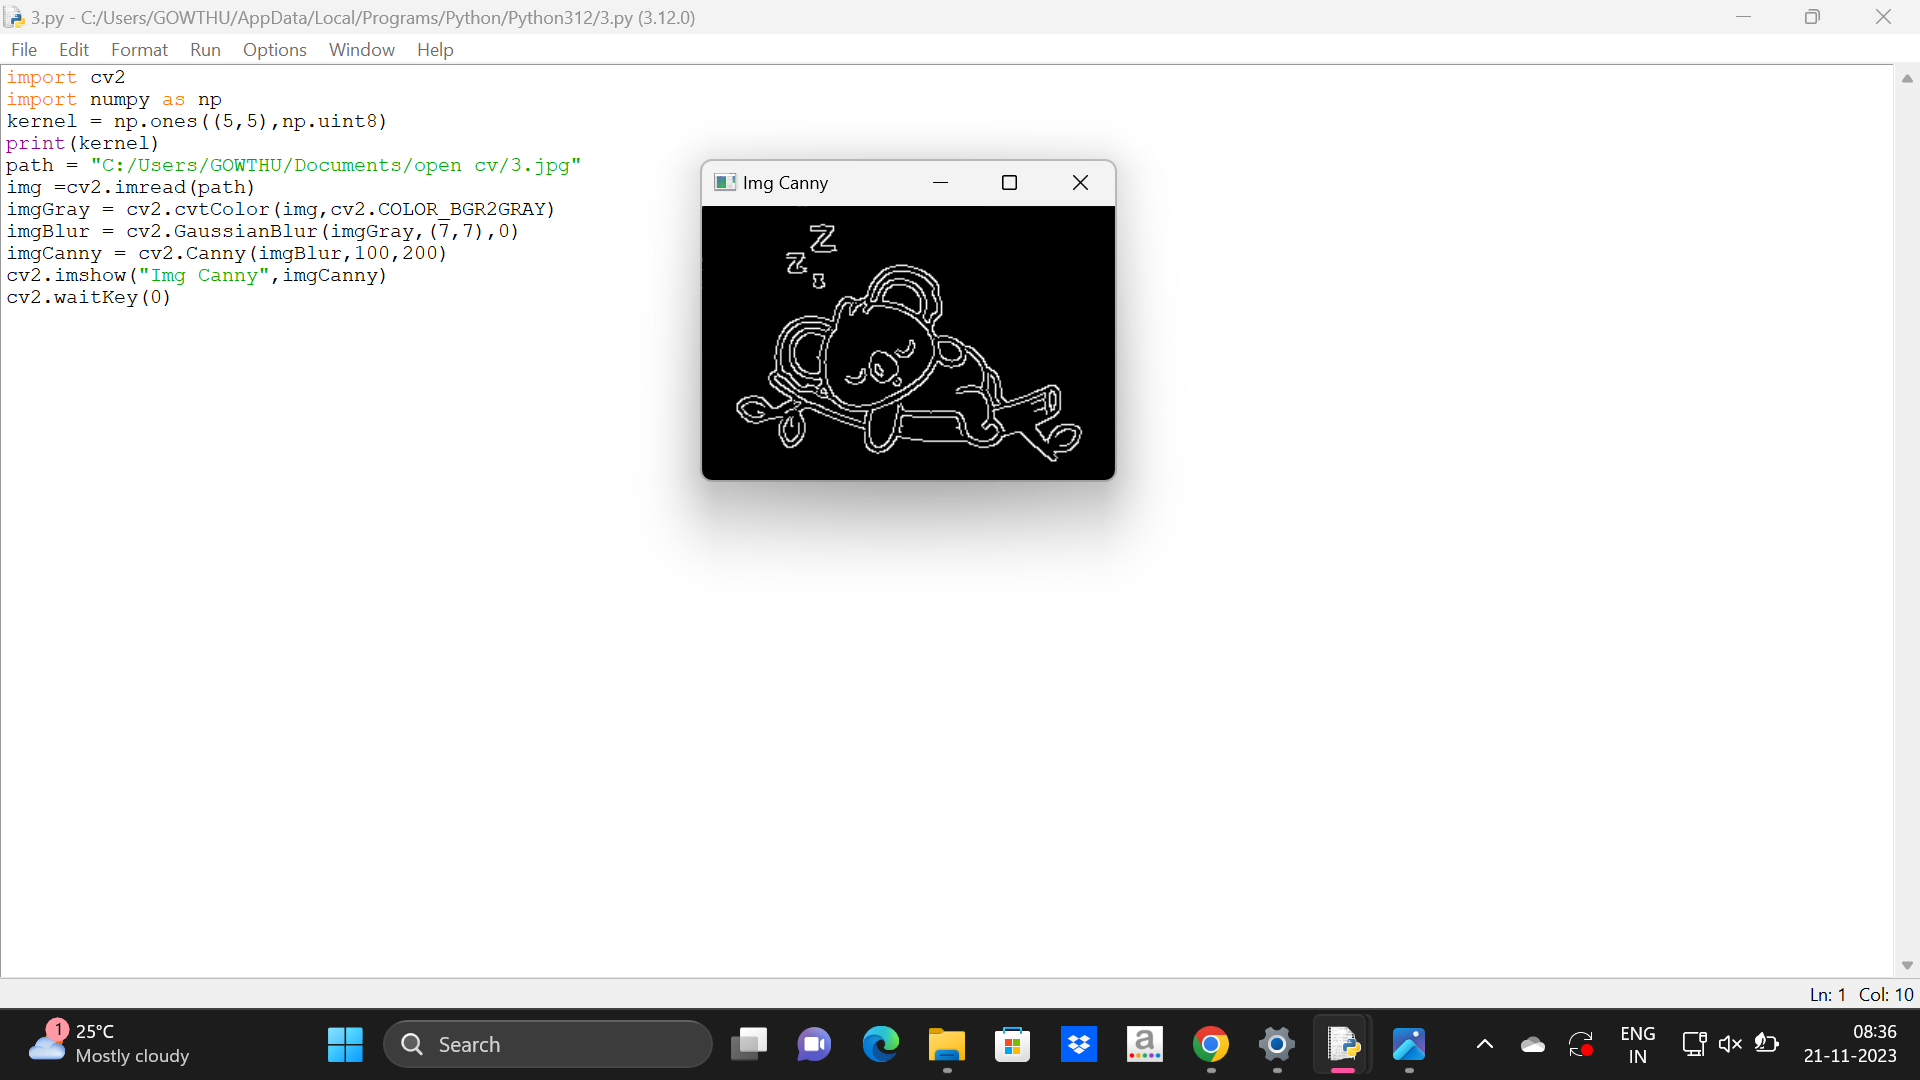 3.py - C:/Users/GOWTHU/AppData/Local/Programs/Python/Python312/3.py (3.12.0)
File Edit Format Run Options Window Help
import cv2
import numpy as np
kernel = np.ones((5,5),np.uint8)
print(kernel)
path = "C:/Users/GOWTHU/Documents/open cv/3.jpg"
img =cv2.imread(path)
imgGray = cv2.cvtColor(img,cv2.COLOR_BGR2GRAY)
imgBlur = cv2.GaussianBlur(imgGray,(7,7),0)
imgCanny = cv2.Canny(imgBlur,100,200)
cv2.imshow("Img Canny",imgCanny)
cv2.waitKey(0)
Img Canny
Z
Z
z
Ln: 1 Col: 10
1
25°C
Mostly cloudy
Search
a
ENG
IN
08:36
21-11-2023